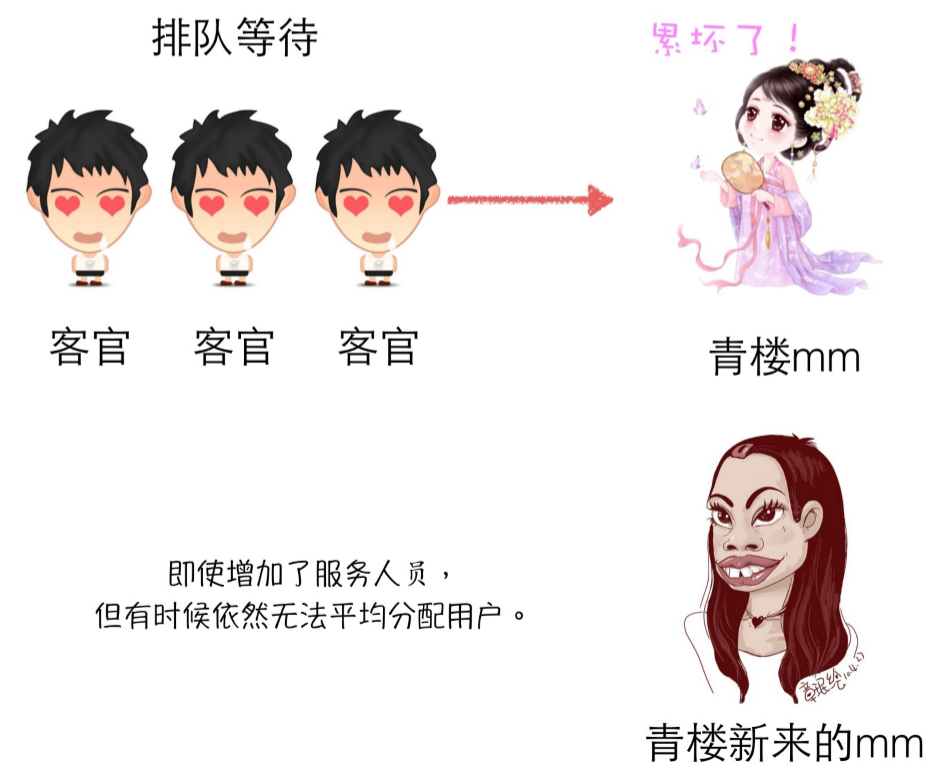 排队等待
累坏了！
客官 客官 客官
青楼mm
即使增加了服务人员，
但有时候依然无法平均分配用户。
青楼新来的mm